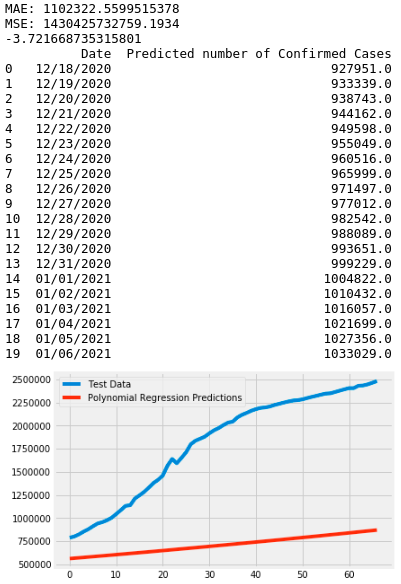 MAE: 1102322.5599515378
MSE: 1430425732759.1934
-3.721668735315801
Date Predicted number of Confirmed Cases
0 12/18/2020 927951.0
1 12/19/2020 933339.0
2 12/20/2020 938743.0
3 12/21/2020 944162.0
4 12/22/2020 949598.0
5 12/23/2020 955049.0
6 12/24/2020 960516.0
7 12/25/2020 965999.0
8 12/26/2020 971497.0
9 12/27/2020 977012.0
10 12/28/2020 982542.0
11 12/29/2020 988089.0
12 12/30/2020 993651.0
13 12/31/2020 999229.0
14 01/01/2021 1004822.0
15 01/02/2021 1010432.0
16 01/03/2021 1016057.0
17 01/04/2021 1021699.0
18 01/05/2021 1027356.0
19 01/06/2021 1033029.0
Test Data
Polynomial Regression Predictions
2500000
2250000
2000000
1750000
1500000
1250000
1000000
750000
500000
0 10 20 30 40 50 60